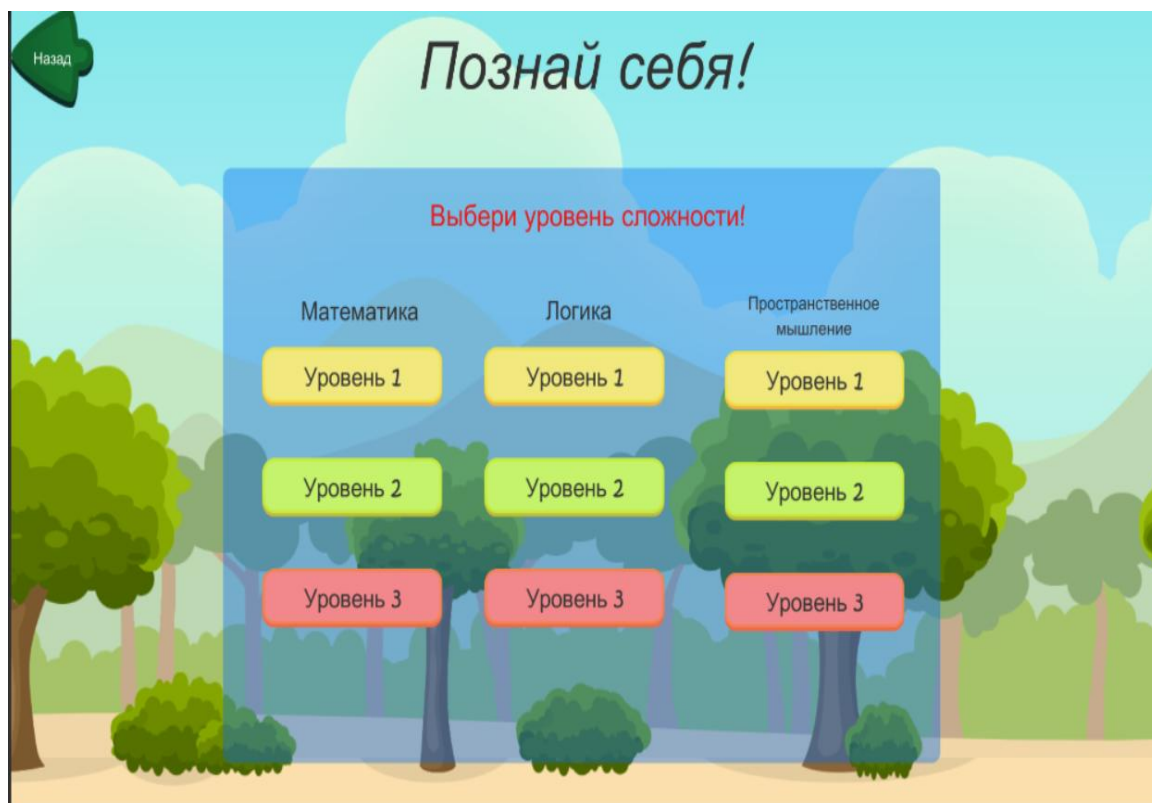 Назад
Познай себя!
Выбери уровень сложности!
Математика
Логика
Пространственное
мышление
Уровень 1
Уровень 1
Уровень 1
Уровень 2
Уровень 2
Уровень 2
Уровень 3
Уровень 3
Уровень 3